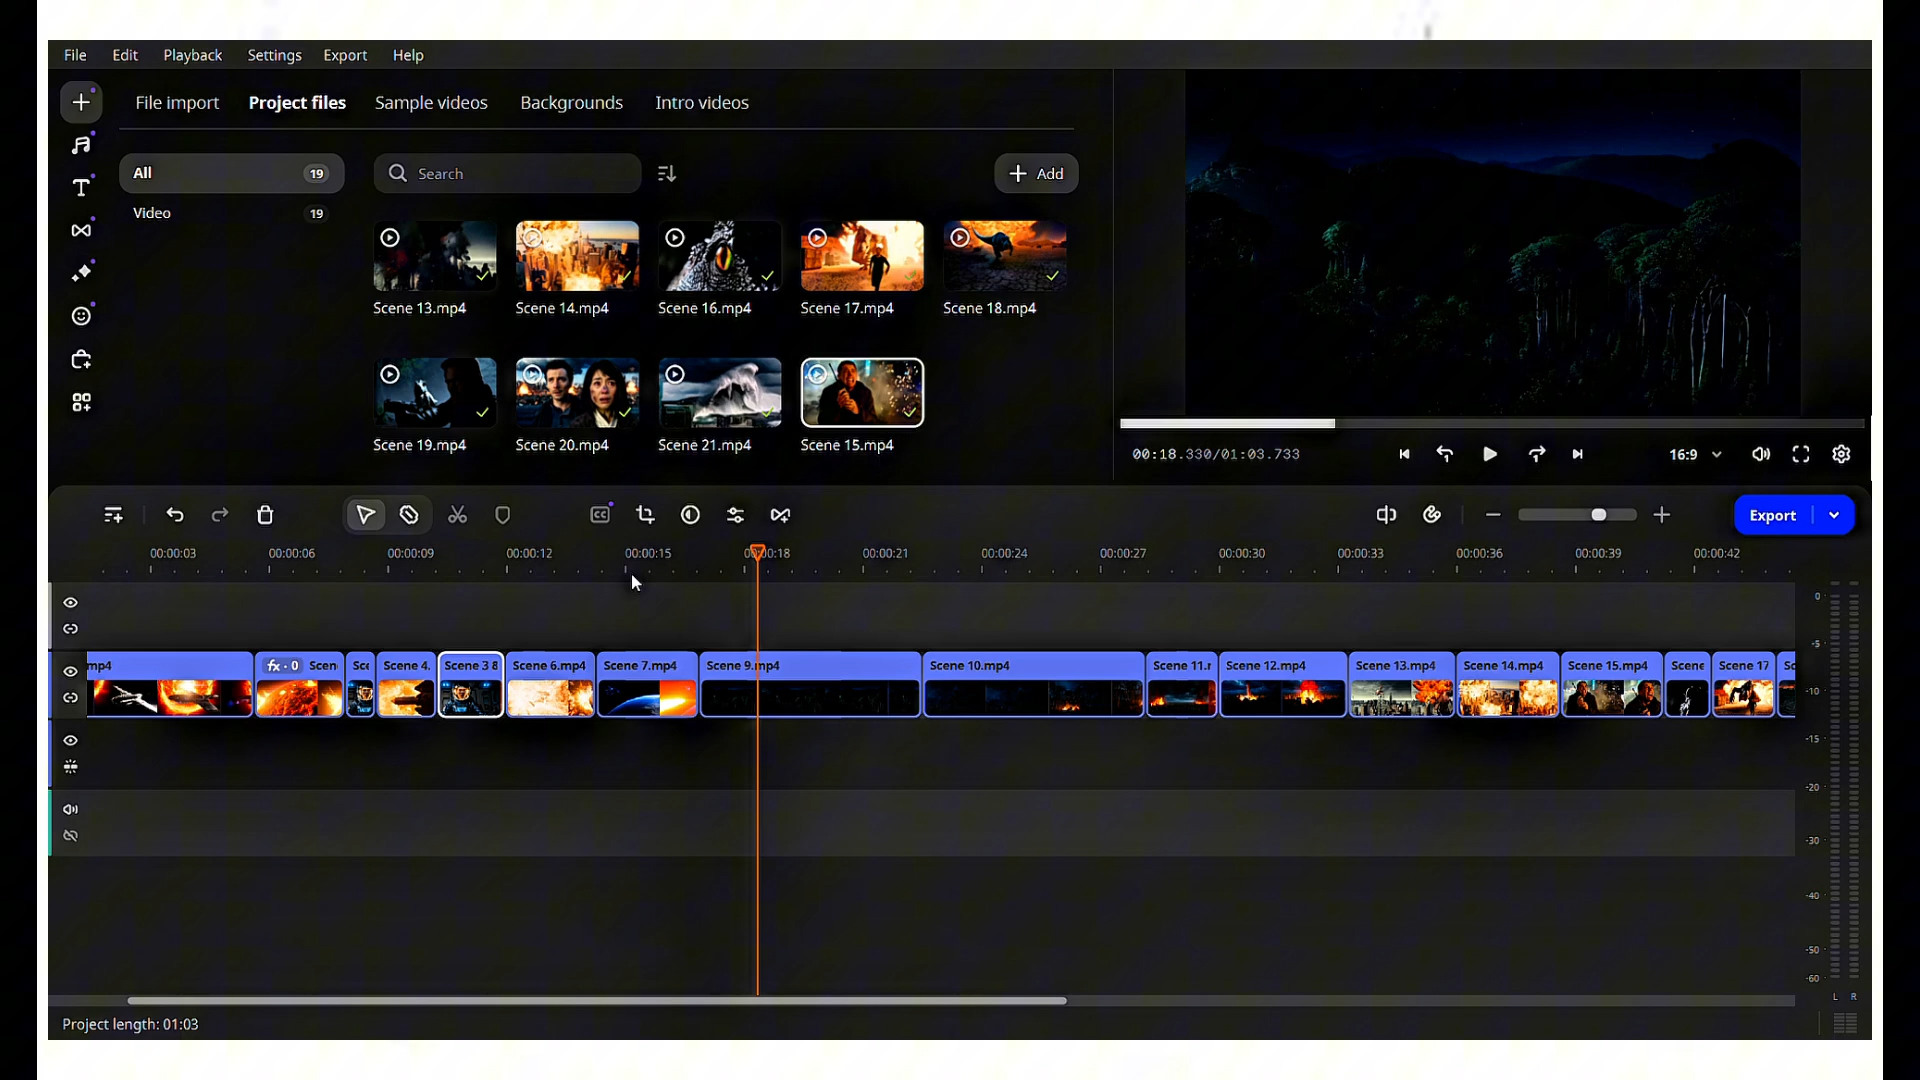 File Edit Playback Settings Export Help
File import Project files Sample videos Backgrounds Intro videos
All 19
Search
Add
Video 19
Scene 13.mp4 Scene 14.mp4 Scene 16.mp4 Scene 17.mp4 Scene 18.mp4
Scene 19.mp4 Scene 20.mp4 Scene 21.mp4 Scene 15.mp4
00:18.330/01:03.733
16:9
CC
Export
00:00:03 00:00:06 00:00:09 00:00:12 00:00:15 00:00:18 00:00:21 00:00:24 00:00:27 00:00:30 00:00:33 00:00:36 00:00:39 00:00:42
mp4 fx · 0 Scen Sce Scene 4. Scene 3 8 Scene 6.mp4 Scene 7.mp4 Scene 9.mp4 Scene 10.mp4 Scene 11.r Scene 12.mp4 Scene 13.mp4 Scene 14.mp4 Scene 15.mp4 Scene Scene 17 Sc
0
-5
-10
-15
-20
-30
-40
-50
-60
L R
Project length: 01:03